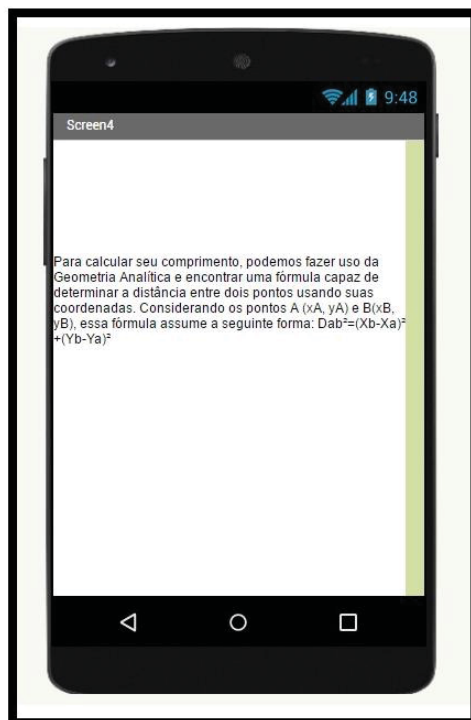 9:48
Screen4
Para calcular seu comprimento, podemos fazer uso da
Geometria Analítica e encontrar uma fórmula capaz de
determinar a distância entre dois pontos usando suas
coordenadas. Considerando os pontos A (xA, yA) e B(xB,
yB), essa fórmula assume a seguinte forma: Dab²=(Xb-Xa)²
+(Yb-Ya)²